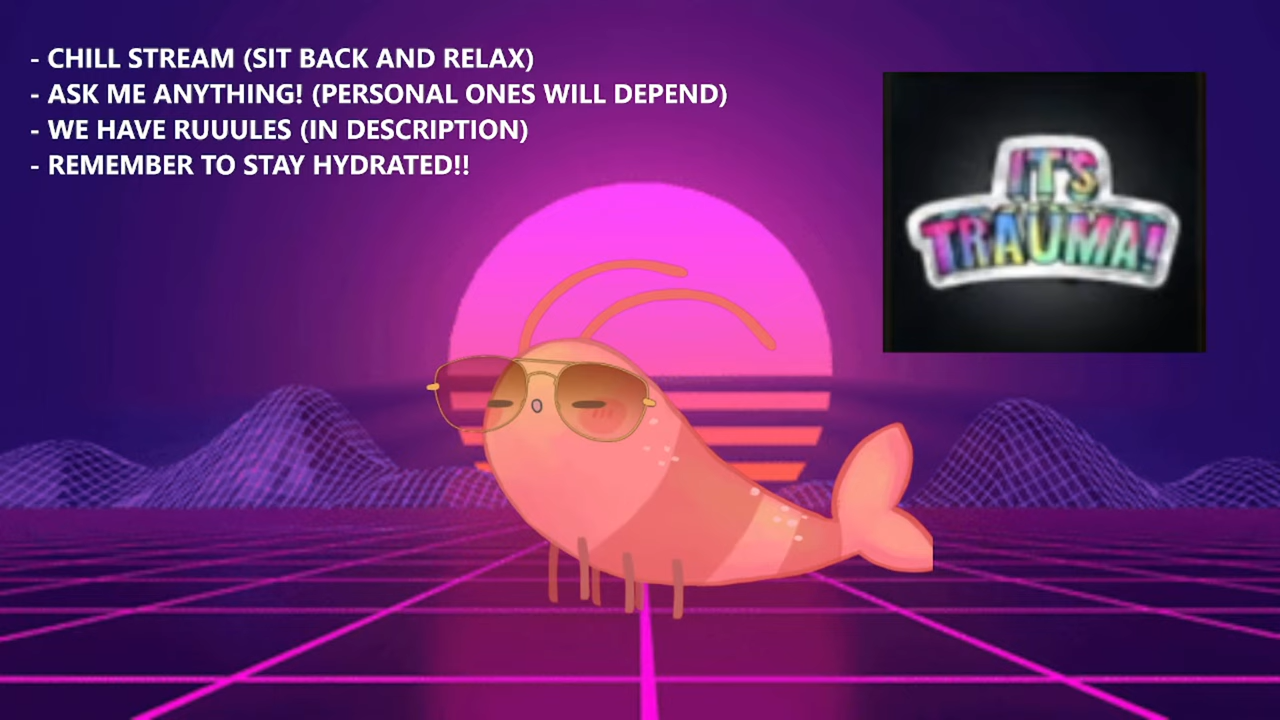 - CHILL STREAM (SIT BACK AND RELAX)
- ASK ME ANYTHING! (PERSONAL ONES WILL DEPEND)
- WE HAVE RUUULES (IN DESCRIPTION)
- REMEMBER TO STAY HYDRATED!!
IT'S
TRAUMA!